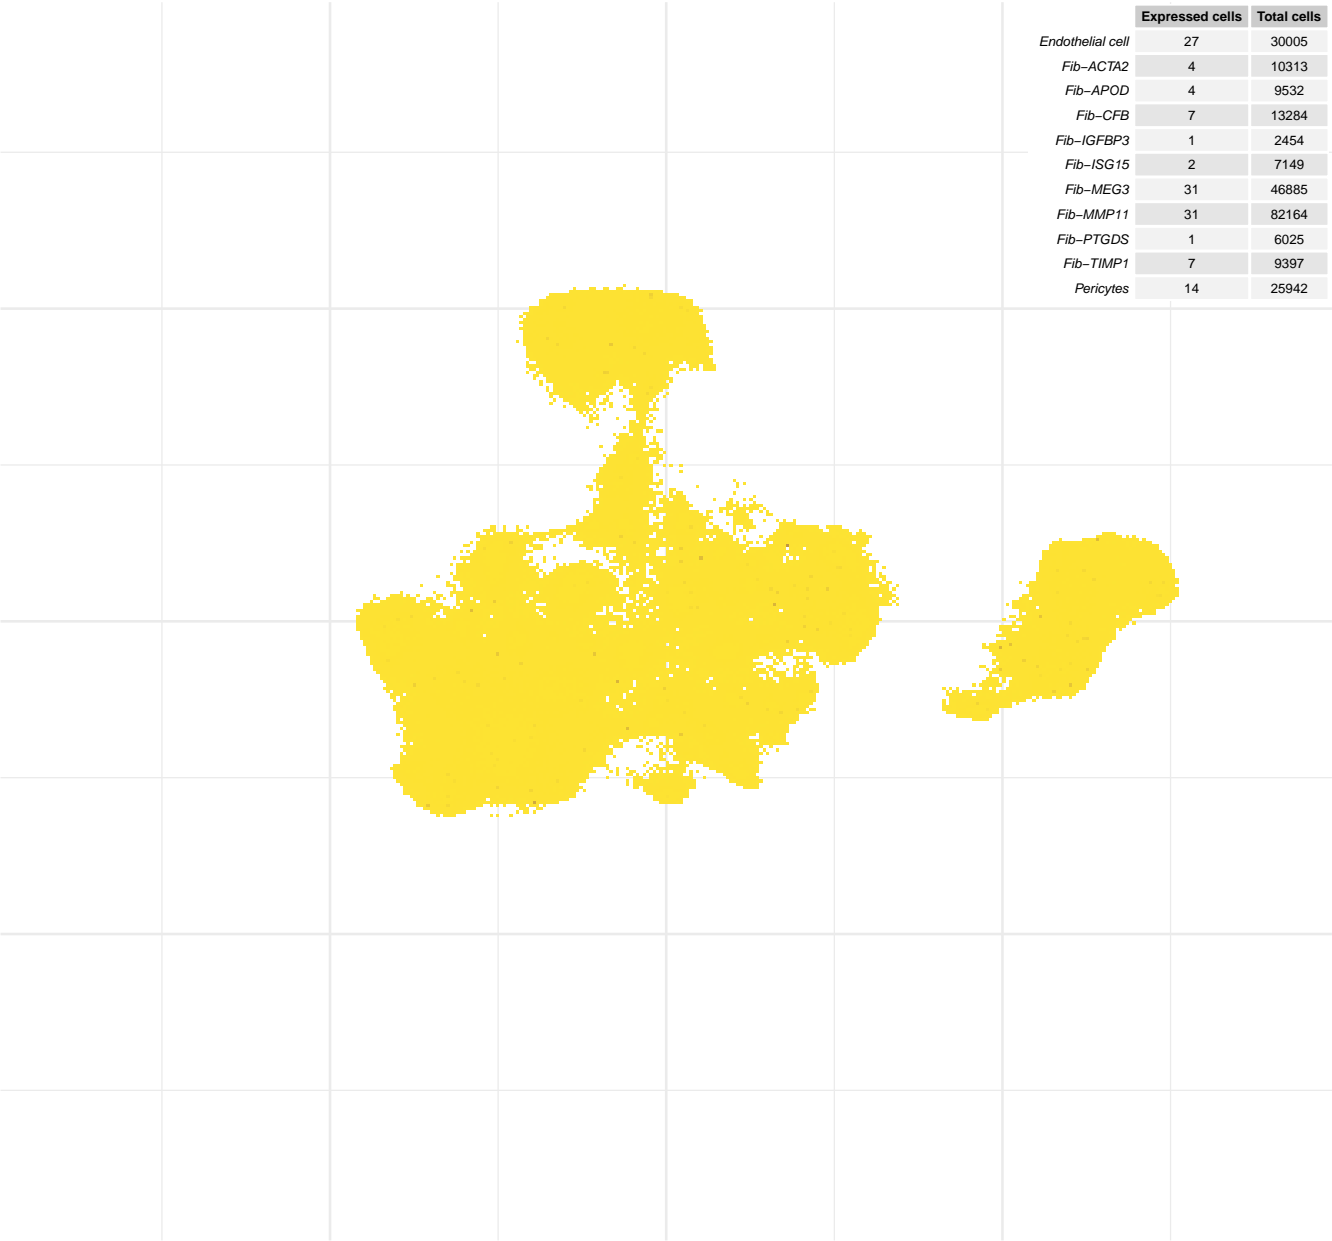 Expressed cells Total cells
Endothelial cell 27 30005
Fib−ACTA2 4 10313
Fib−APOD 4 9532
Fib−CFB 7 13284
Fib−IGFBP3 1 2454
Fib−ISG15 2 7149
Fib−MEG3 31 46885
Fib−MMP11 31 82164
Fib−PTGDS 1 6025
Fib−TIMP1 7 9397
Pericytes 14 25942